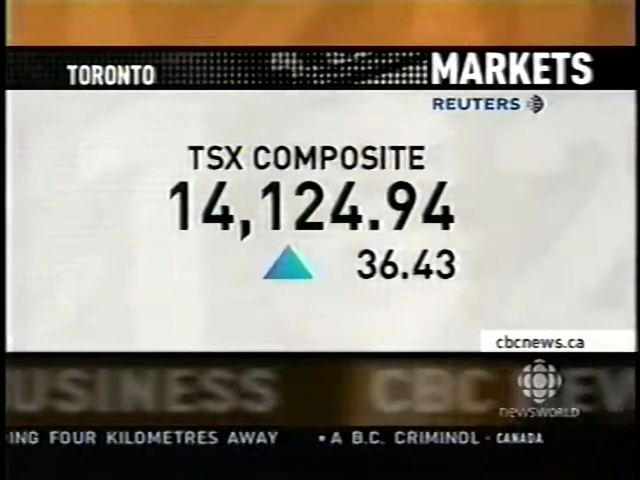 TORONTO
MARKETS
REUTERS
TSX COMPOSITE
14,124.94
36.43
cbcnews.ca
USINESS CBC EW
newsworld
ING FOUR KILOMETRES AWAY • A B.C. CRIMINOL - CANADA